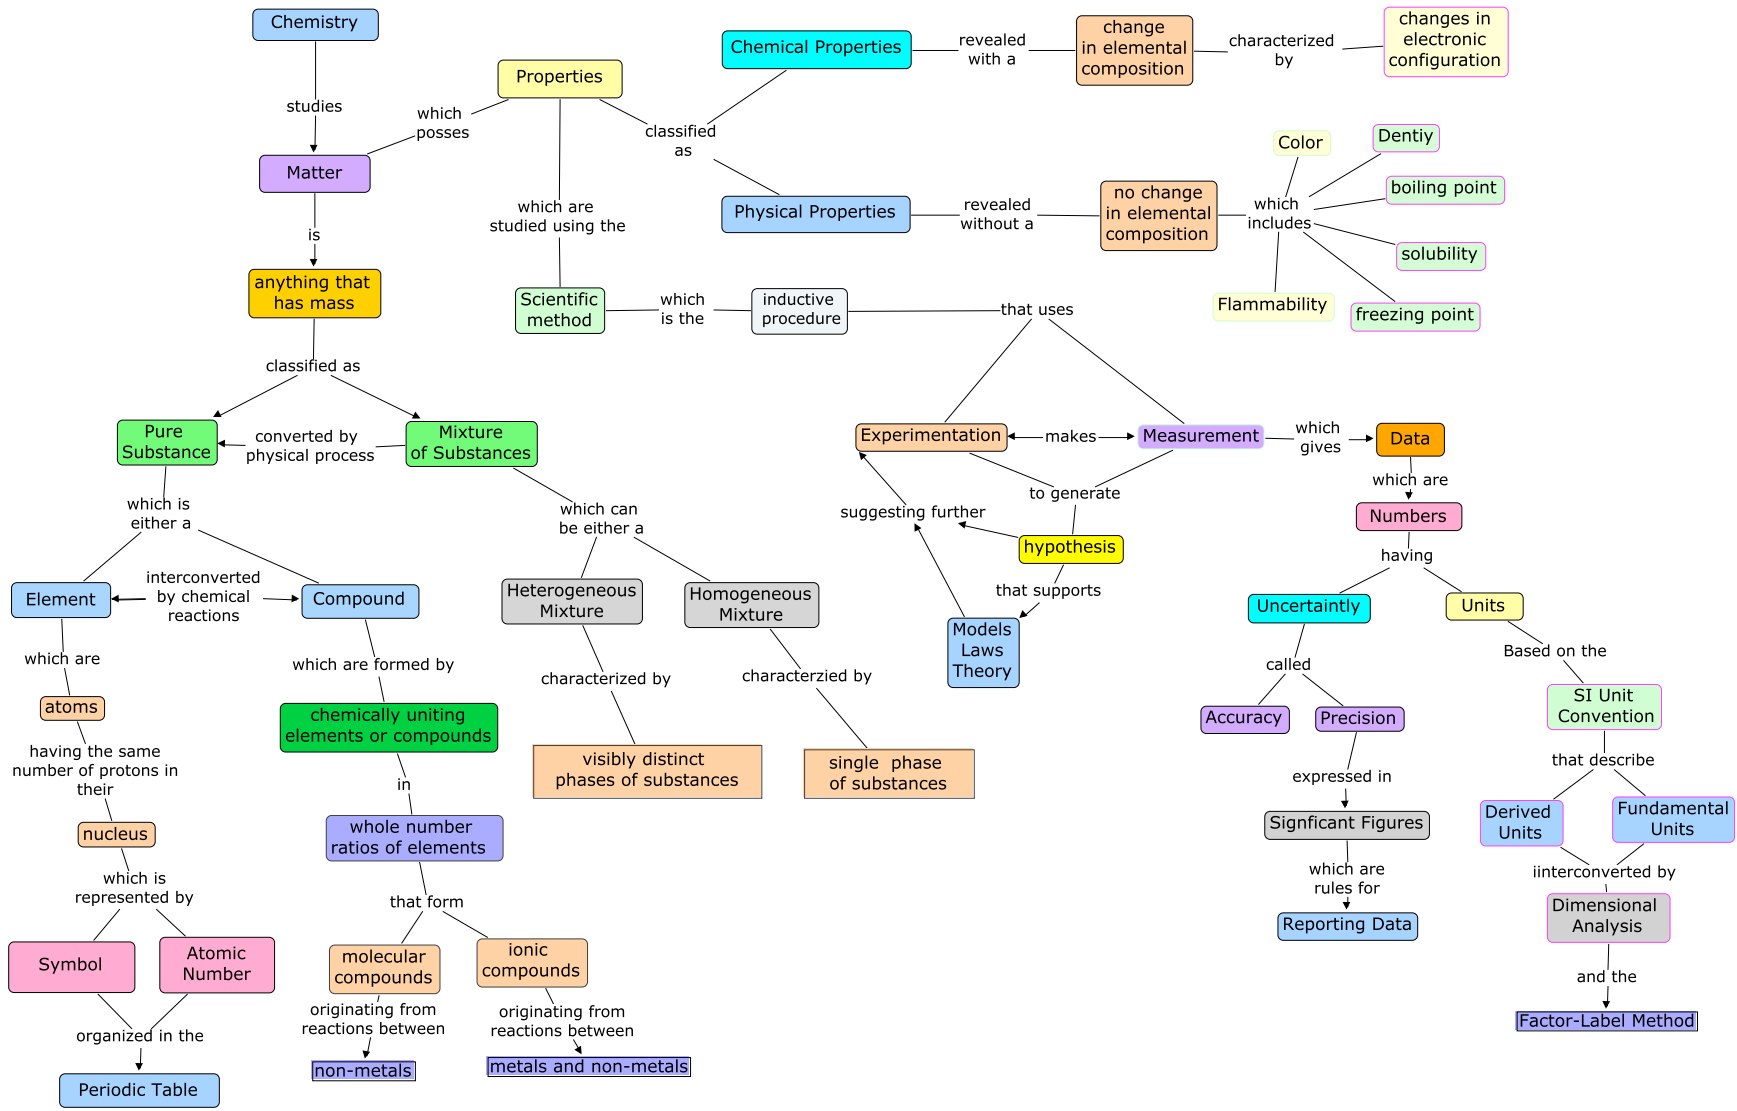 Chemistry
studies
Matter
is
anything that
has mass
classified as
Properties
which
posses
which are
studied using the
classified
as
Chemical Properties
revealed
with a
change
in elemental
composition
characterized
by
changes in
electronic
configuration
Physical Properties
revealed
without a
no change
in elemental
composition
which
includes
Color
Dentiy
boiling point
solubility
freezing point
Flammability
Scientific
method
which
is the
inductive
procedure
that uses
Experimentation
makes
Measurement
which
gives
Data
which are
Numbers
having
to generate
suggesting further
hypothesis
that supports
Models
Laws
Theory
Uncertaintly
Units
called
Accuracy
Precision
expressed in
Signficant Figures
which are
rules for
Reporting Data
Based on the
SI Unit
Convention
that describe
Derived
Units
Fundamental
Units
iinterconverted by
Dimensional
Analysis
and the
Factor-Label Method
Pure
Substance
converted by
physical process
Mixture
of Substances
which is
either a
Element
interconverted
by chemical
reactions
Compound
which are
atoms
having the same
number of protons in
their
nucleus
which is
represented by
Symbol
Atomic
Number
organized in the
Periodic Table
which are formed by
chemically uniting
elements or compounds
in
whole number
ratios of elements
that form
molecular
compounds
ionic
compounds
originating from
reactions between
non-metals
originating from
reactions between
metals and non-metals
which can
be either a
Heterogeneous
Mixture
Homogeneous
Mixture
characterized by
visibly distinct
phases of substances
characterzied by
single phase
of substances